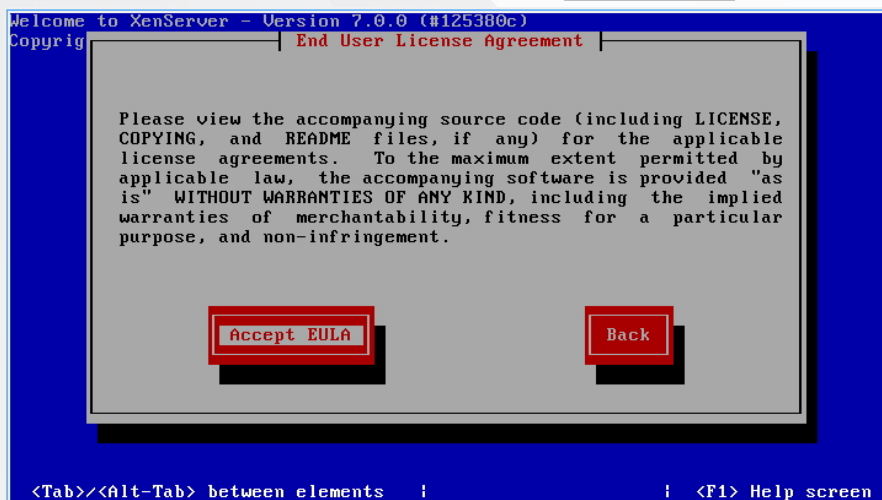 Welcome to XenServer - Version 7.0.0 (#125380c)
Copyrig
End User License Agreement
Please view the accompanying source code (including LICENSE,
COPYING, and README files, if any) for the applicable
license agreements. To the maximum extent permitted by
applicable law, the accompanying software is provided "as
is" WITHOUT WARRANTIES OF ANY KIND, including the implied
warranties of merchantability, fitness for a particular
purpose, and non-infringement.
Accept EULA
Back
<Tab>/<Alt-Tab> between elements | | <F1> Help screen